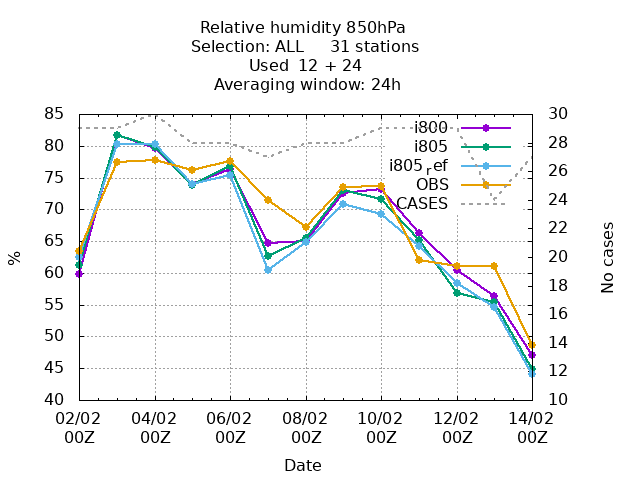 Relative humidity 850hPa
Selection: ALL 31 stations
Used 12 + 24
Averaging window: 24h
85 30
80 28
75 26
70 24
65 22
60 20
55 18
50 16
45 14
40 12
10
i800
i805
i805ref
OBS
CASES
%
No cases
02/02 04/02 06/02 08/02 10/02 12/02 14/02
00Z 00Z 00Z 00Z 00Z 00Z 00Z
Date